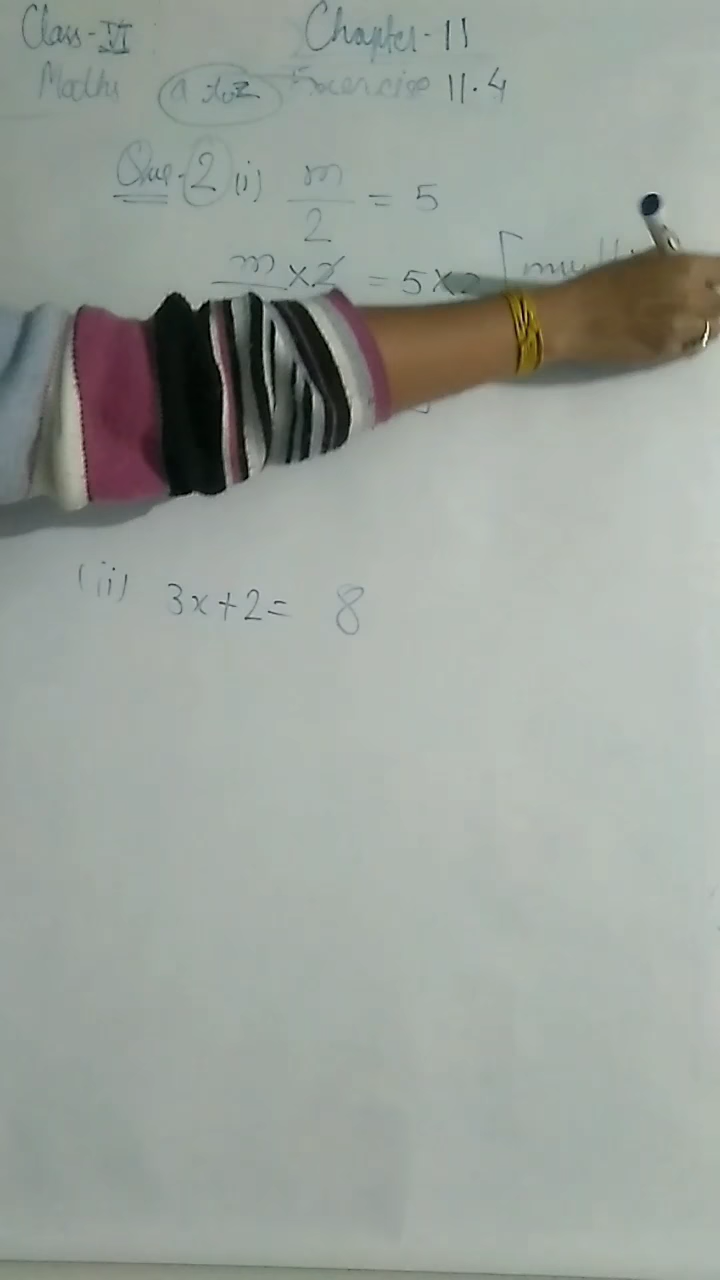 Class-VI Chapter-11
Maths Exercise 11.4
Que-2 (i) m/2 = 5
m × 2 = 5×2
(ii) 3x+2= 8